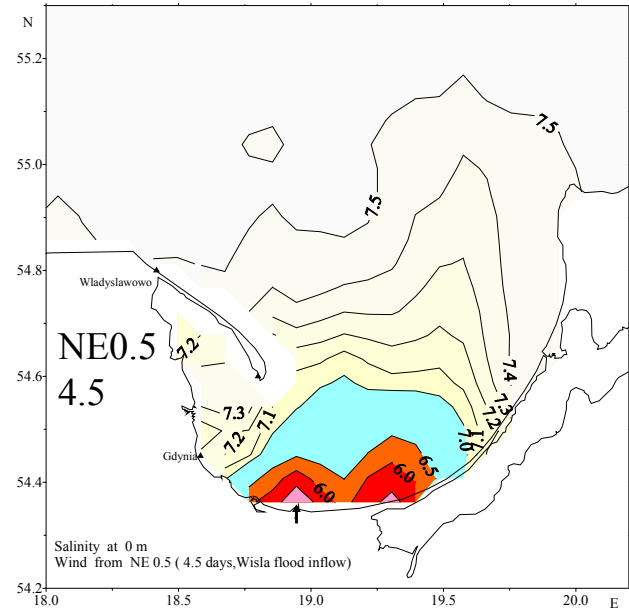 N
55.2
7.5
55.0
7.5
54.8
Wladyslawowo
NE0.5
7.2
4.5
7.4
54.6
7.3
7.3
7.2
7.1
7.1
7.2
7.0
Gdynia
6.5
54.4
6.0
6.0
Salinity at 0 m
Wind from NE 0.5 ( 4.5 days,Wisla flood inflow)
54.2
18.0 18.5 19.0 19.5 20.0
E